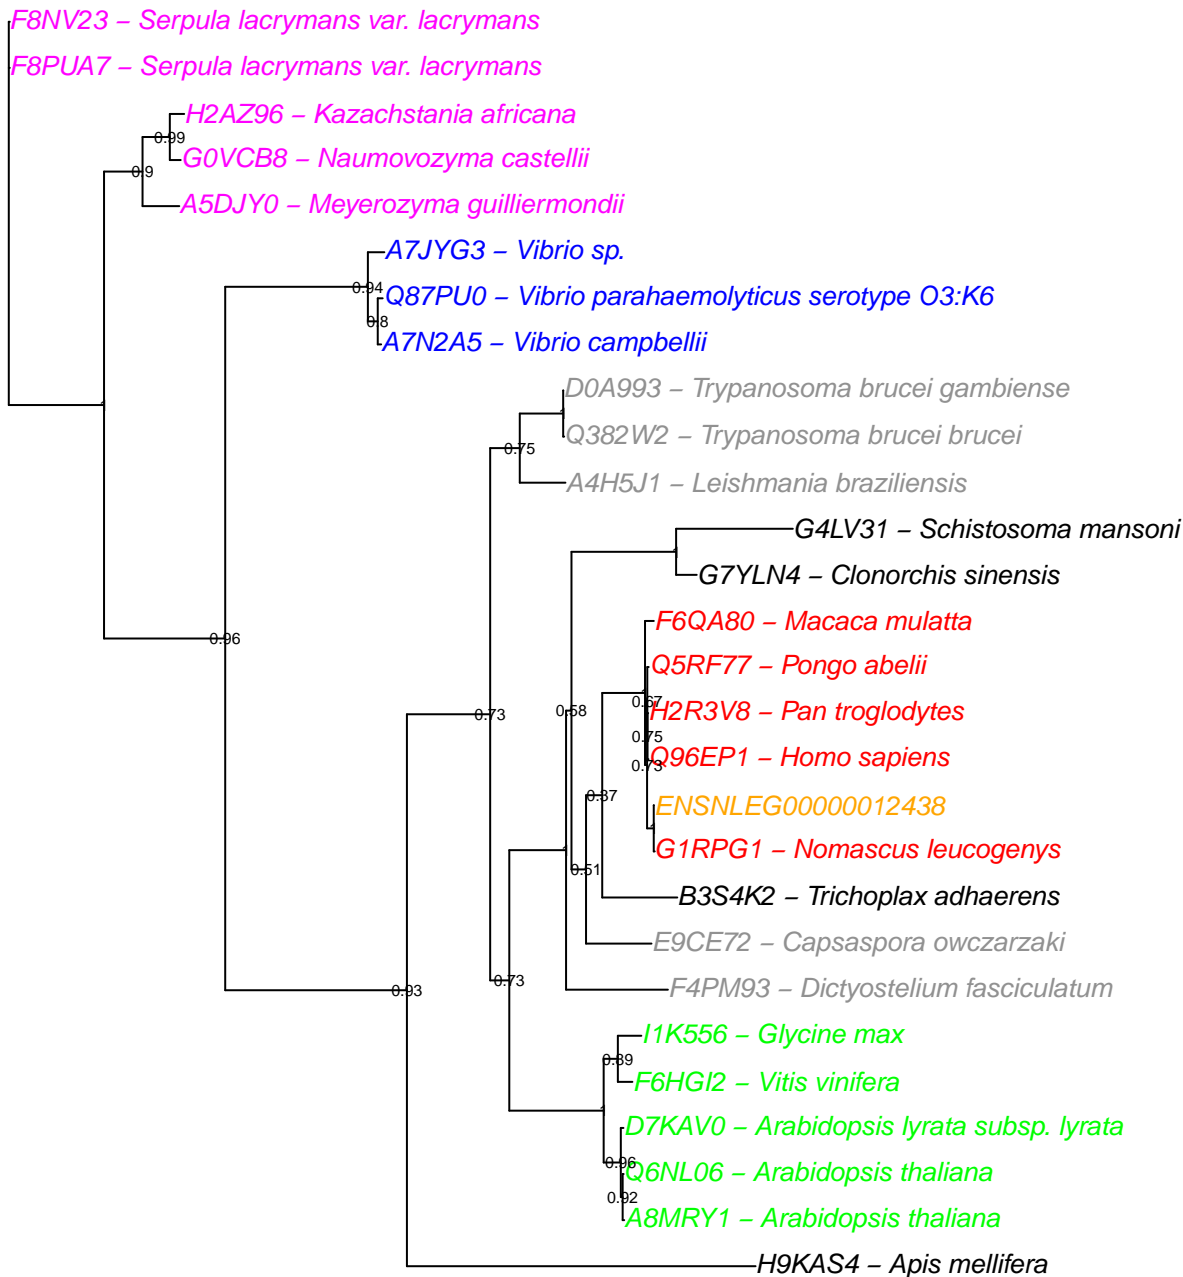 F8NV23 – Serpula lacrymans var. lacrymans
F8PUA7 – Serpula lacrymans var. lacrymans
H2AZ96 – Kazachstania africana
0.99
G0VCB8 – Naumovozyma castellii
0.9
A5DJY0 – Meyerozyma guilliermondii
A7JYG3 – Vibrio sp.
0.94
Q87PU0 – Vibrio parahaemolyticus serotype O3:K6
0.8
A7N2A5 – Vibrio campbellii
D0A993 – Trypanosoma brucei gambiense
1
Q382W2 – Trypanosoma brucei brucei
0.75
A4H5J1 – Leishmania braziliensis
G4LV31 – Schistosoma mansoni
1
G7YLN4 – Clonorchis sinensis
F6QA80 – Macaca mulatta
0.96
Q5RF77 – Pongo abelii
1
0.67
H2R3V8 – Pan troglodytes
0.58
0.73
0.75
Q96EP1 – Homo sapiens
0.73
0.37
ENSNLEG00000012438
1
G1RPG1 – Nomascus leucogenys
1
0.51
B3S4K2 – Trichoplax adhaerens
E9CE72 – Capsaspora owczarzaki
0.73
F4PM93 – Dictyostelium fasciculatum
0.93
I1K556 – Glycine max
0.89
F6HGI2 – Vitis vinifera
1
D7KAV0 – Arabidopsis lyrata subsp. lyrata
0.96
Q6NL06 – Arabidopsis thaliana
0.92
A8MRY1 – Arabidopsis thaliana
H9KAS4 – Apis mellifera